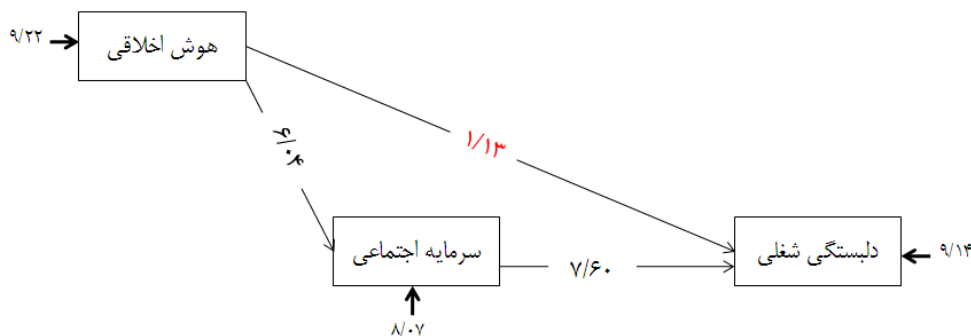 ۹/۲۲
هوش اخلاقی
۶/۰۴
۱/۱۳
سرمایه اجتماعی
۷/۶۰
دلبستگی شغلی
۹/۱۴
۸/۰۷